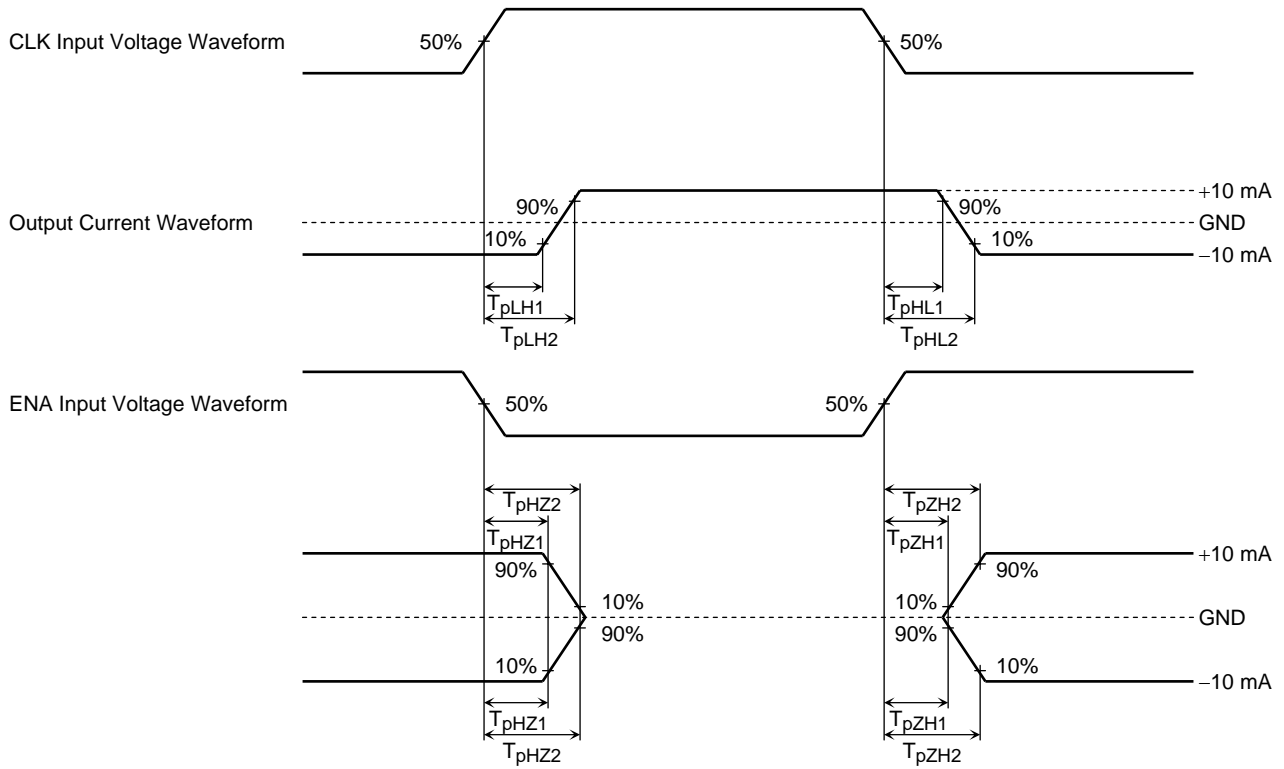 CLK Input Voltage Waveform
50%
50%
+10 mA
90%
90%
Output Current Waveform
GND
10%
10%
−10 mA
TpLH1
TpHL1
TpLH2
TpHL2
ENA Input Voltage Waveform
50%
50%
TpHZ2
TpZH2
TpHZ1
TpZH1
+10 mA
90%
90%
10%
10%
GND
90%
90%
10%
10%
−10 mA
TpHZ1
TpZH1
TpHZ2
TpZH2